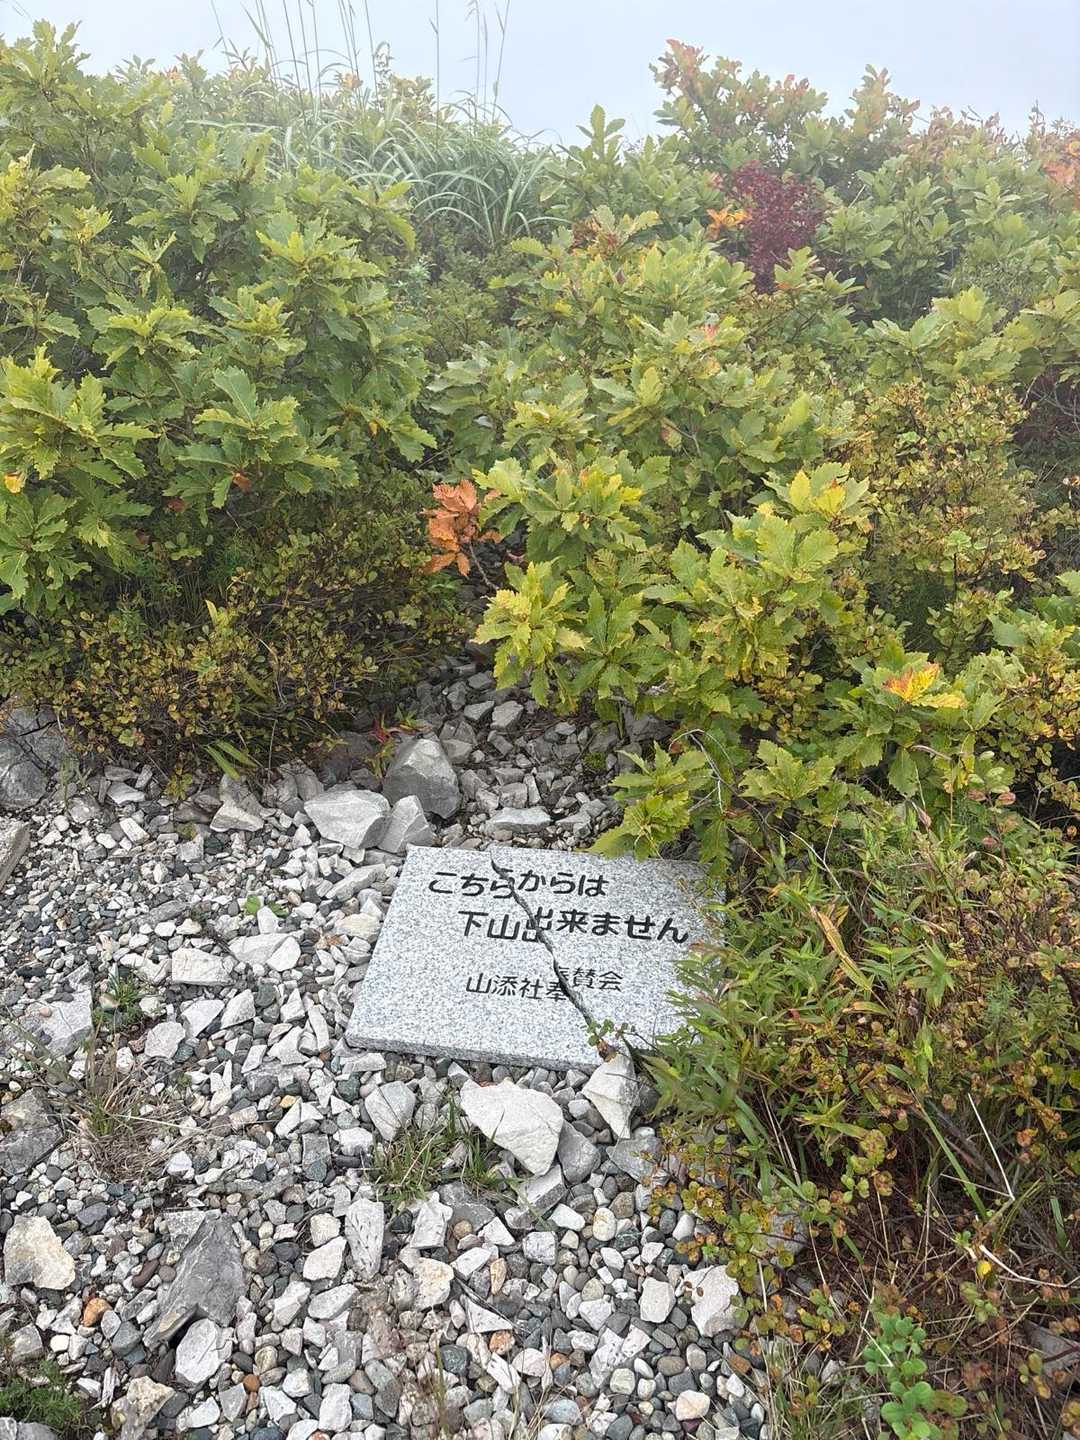 こちらからは
下山出来ません
山添社奉賛会